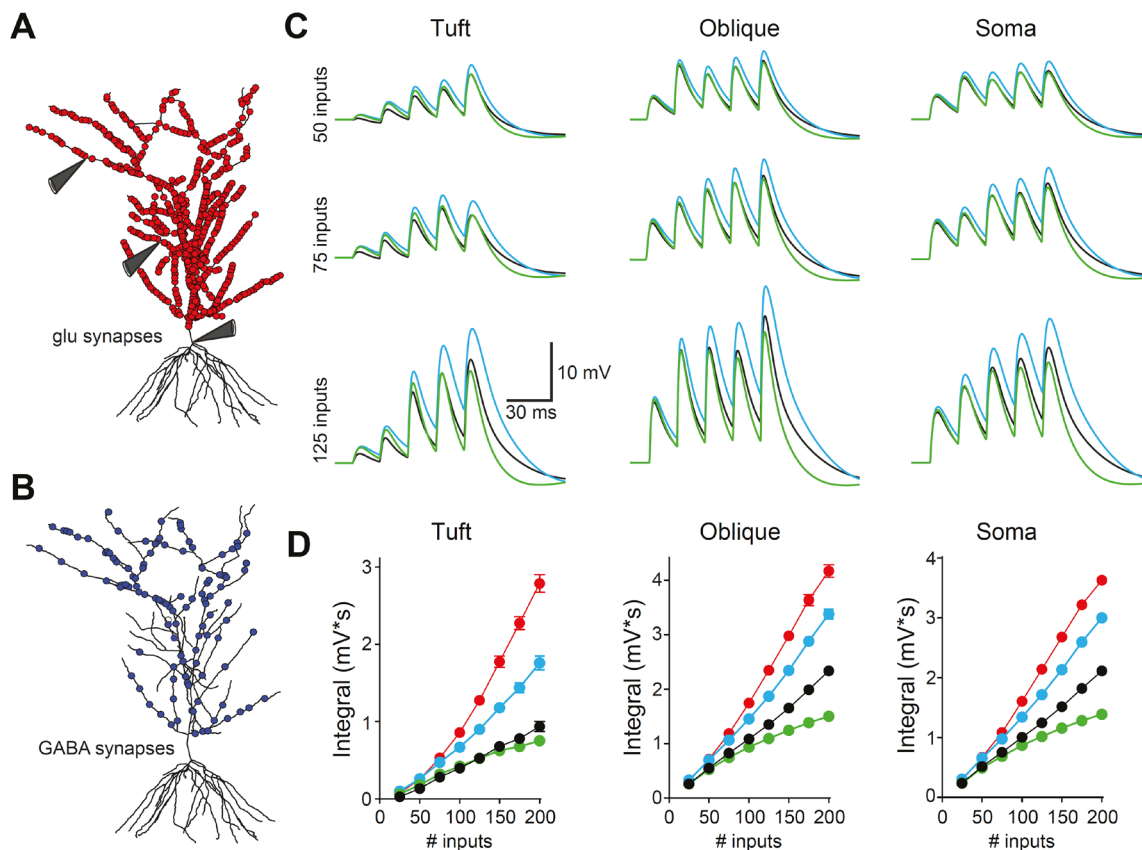 A
glu synapses
B
GABA synapses
C
Tuft
Oblique
Soma
50 inputs
75 inputs
125 inputs
10 mV
30 ms
D
Tuft
Integral (mV*s)
3
2
1
0
0 50 100 150 200
# inputs
Oblique
Integral (mV*s)
4
3
2
1
0
0 50 100 150 200
# inputs
Soma
Integral (mV*s)
4
3
2
1
0
0 50 100 150 200
# inputs